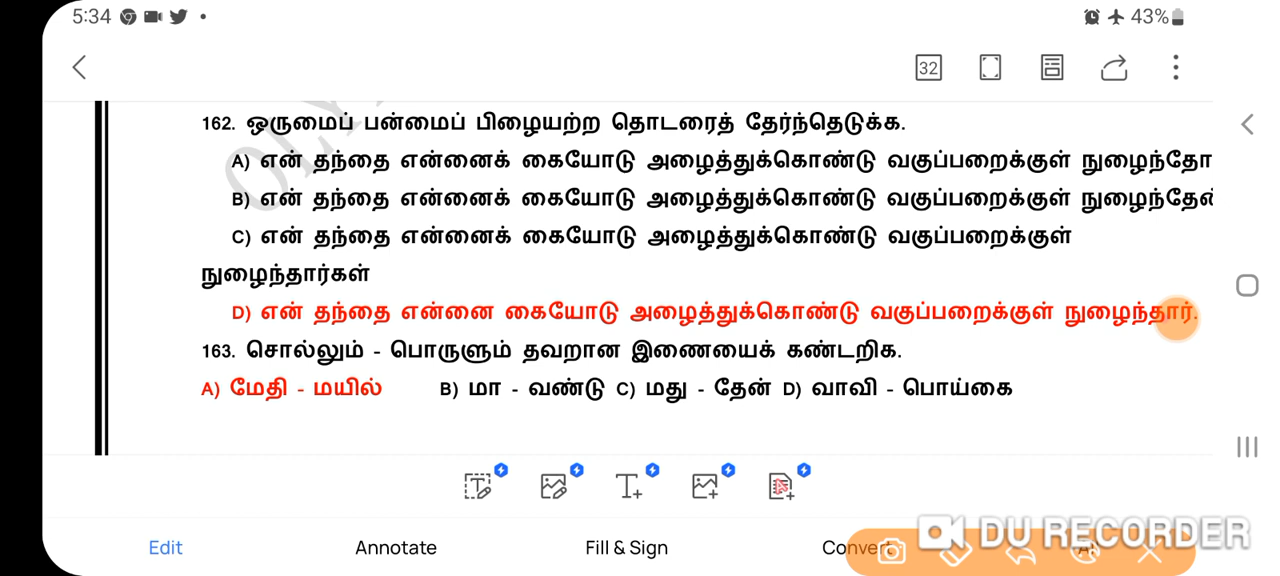 5:34
43%
32
162. ஒருமைப் பன்மைப் பிழையற்ற தொடரைத் தேர்ந்தெடுக்க.
A) என் தந்தை என்னைக் கையோடு அழைத்துக்கொண்டு வகுப்பறைக்குள் நுழைந்தோ
B) என் தந்தை என்னைக் கையோடு அழைத்துக்கொண்டு வகுப்பறைக்குள் நுழைந்தேன்
C) என் தந்தை என்னைக் கையோடு அழைத்துக்கொண்டு வகுப்பறைக்குள்
நுழைந்தார்கள்
D) என் தந்தை என்னை கையோடு அழைத்துக்கொண்டு வகுப்பறைக்குள் நுழைந்தார்.
163. சொல்லும் - பொருளும் தவறான இணையைக் கண்டறிக.
A) மேதி - மயில் B) மா - வண்டு C) மது - தேன் D) வாவி - பொய்கை
DU RECORDER
Edit Annotate Fill & Sign Convert